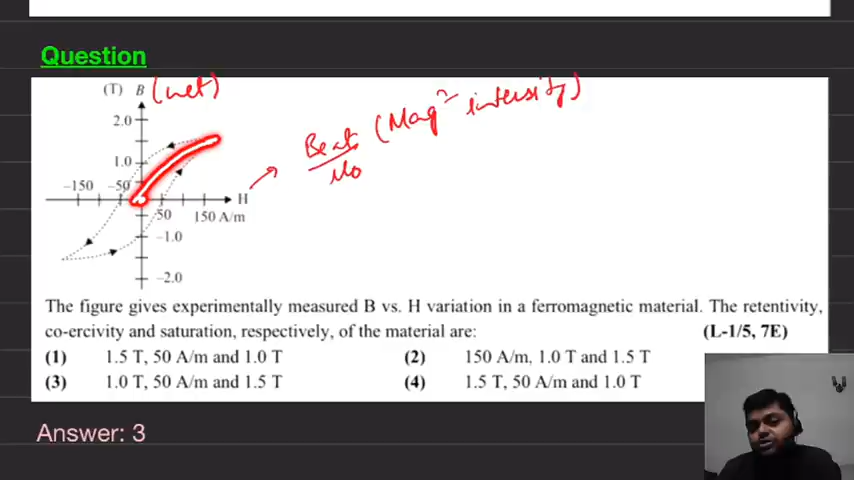 Question
(T) B (net)
2.0
1.0
-150 -50 H
50 150 A/m
-1.0
-2.0
Bext (Magⁿ intensity)
μ0
The figure gives experimentally measured B vs. H variation in a ferromagnetic material. The retentivity,
co-ercivity and saturation, respectively, of the material are: (L-1/5, 7E)
(1) 1.5 T, 50 A/m and 1.0 T (2) 150 A/m, 1.0 T and 1.5 T
(3) 1.0 T, 50 A/m and 1.5 T (4) 1.5 T, 50 A/m and 1.0 T
Answer: 3